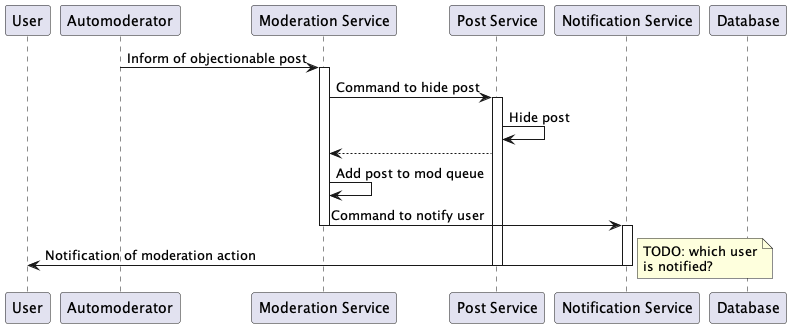 User
Automoderator
Moderation Service
Post Service
Notification Service
Database
Inform of objectionable post
Command to hide post
Hide post
Add post to mod queue
Command to notify user
TODO: which user
is notified?
Notification of moderation action
User
Automoderator
Moderation Service
Post Service
Notification Service
Database